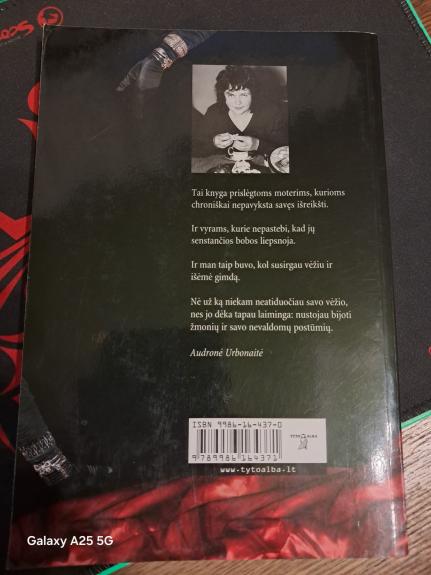 Tai knyga prislėgtoms moterims, kurioms
chroniškai nepavyksta savęs išreikšti.
Ir vyrams, kurie nepastebi, kad jų
senstančios bobos liepsnoja.
Ir man taip buvo, kol susirgau vėžiu ir
išėmė gimdą.
Nė už ką niekam neatiduočiau savo vėžio,
nes jo dėka tapau laiminga: nustojau bijoti
žmonių ir savo nevaldomų postūmių.
Audronė Urbonaitė
ISBN 9986-16-437-0
TYTO ALBA
9 789986 164371
www.tytoalba.lt
Galaxy A25 5G